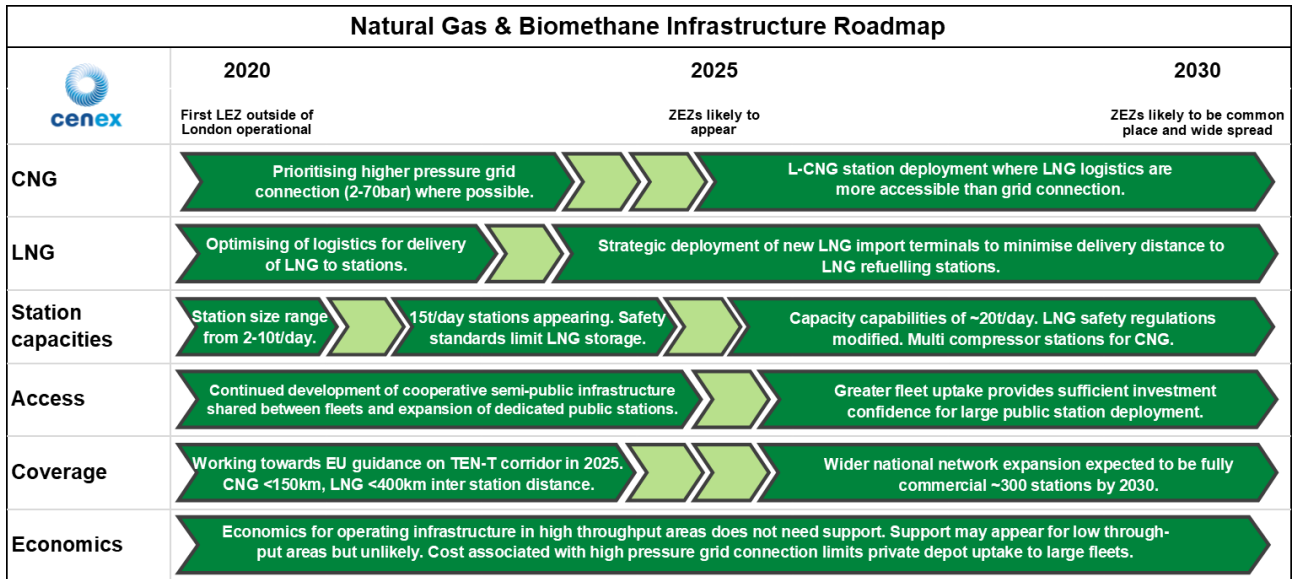 Natural Gas & Biomethane Infrastructure Roadmap
cenex
2020
2025
2030
First LEZ outside of
London operational
ZEZs likely to
appear
ZEZs likely to be common
place and wide spread
CNG
Prioritising higher pressure grid
connection (2-70bar) where possible.
L-CNG station deployment where LNG logistics are
more accessible than grid connection.
LNG
Optimising of logistics for delivery
of LNG to stations.
Strategic deployment of new LNG import terminals to minimise delivery distance to
LNG refuelling stations.
Station
capacities
Station size range
from 2-10t/day.
15t/day stations appearing. Safety
standards limit LNG storage.
Capacity capabilities of ~20t/day. LNG safety regulations
modified. Multi compressor stations for CNG.
Access
Continued development of cooperative semi-public infrastructure
shared between fleets and expansion of dedicated public stations.
Greater fleet uptake provides sufficient investment
confidence for large public station deployment.
Coverage
Working towards EU guidance on TEN-T corridor in 2025.
CNG <150km, LNG <400km inter station distance.
Wider national network expansion expected to be fully
commercial ~300 stations by 2030.
Economics
Economics for operating infrastructure in high throughput areas does not need support. Support may appear for low through-
put areas but unlikely. Cost associated with high pressure grid connection limits private depot uptake to large fleets.